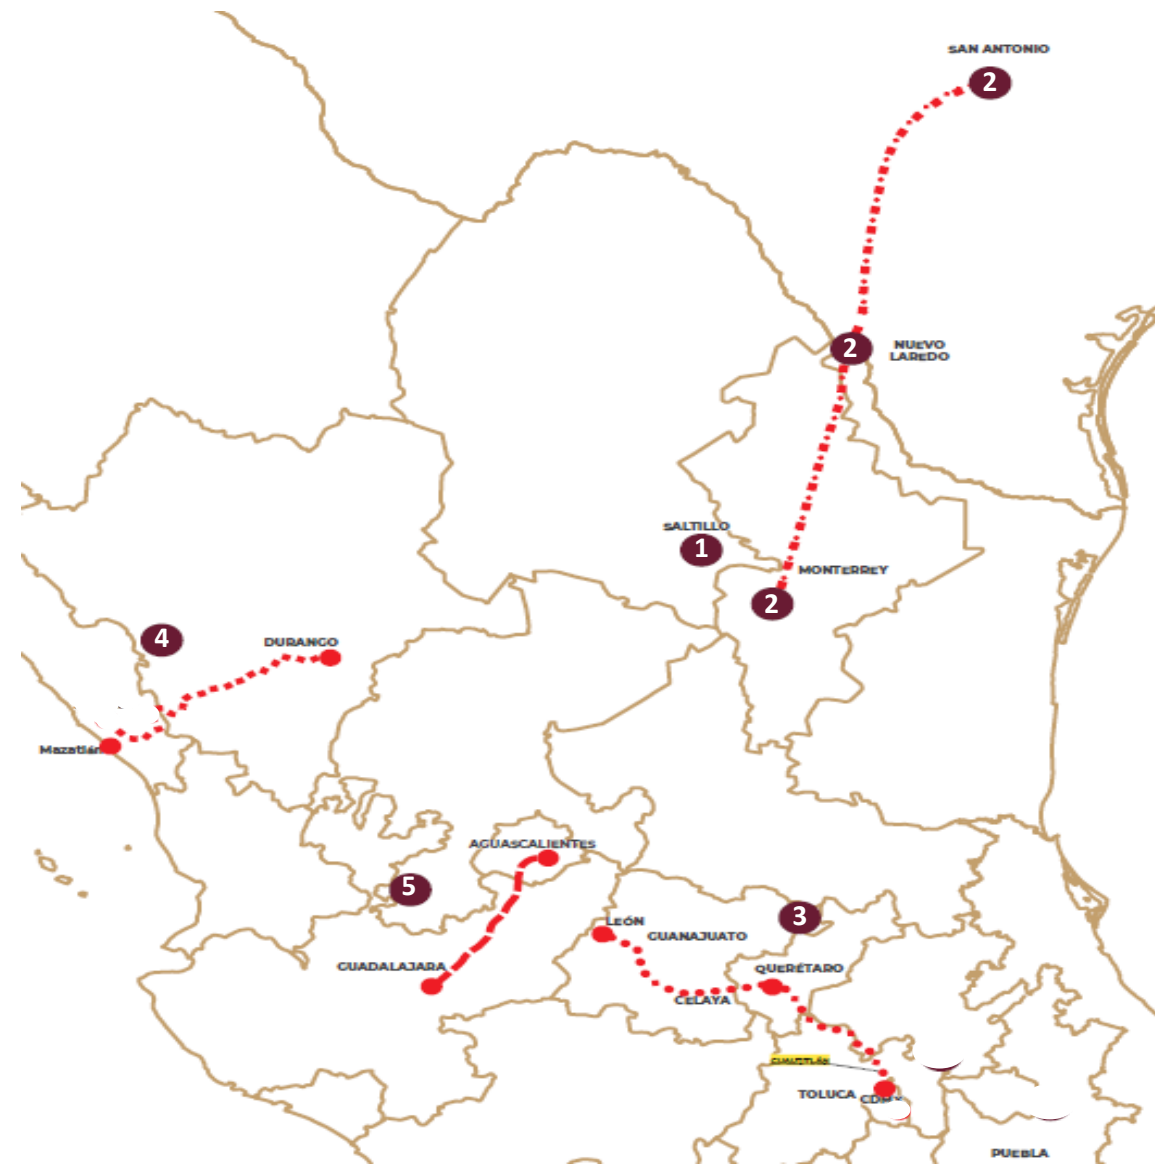 SAN ANTONIO
2
2
NUEVO
LAREDO
SALTILLO
1
MONTERREY
2
4
DURANGO
Mazatlán
AGUASCALIENTES
5
3
LEÓN
GUANAJUATO
GUADALAJARA
QUERÉTARO
CELAYA
TOLUCA
PUEBLA